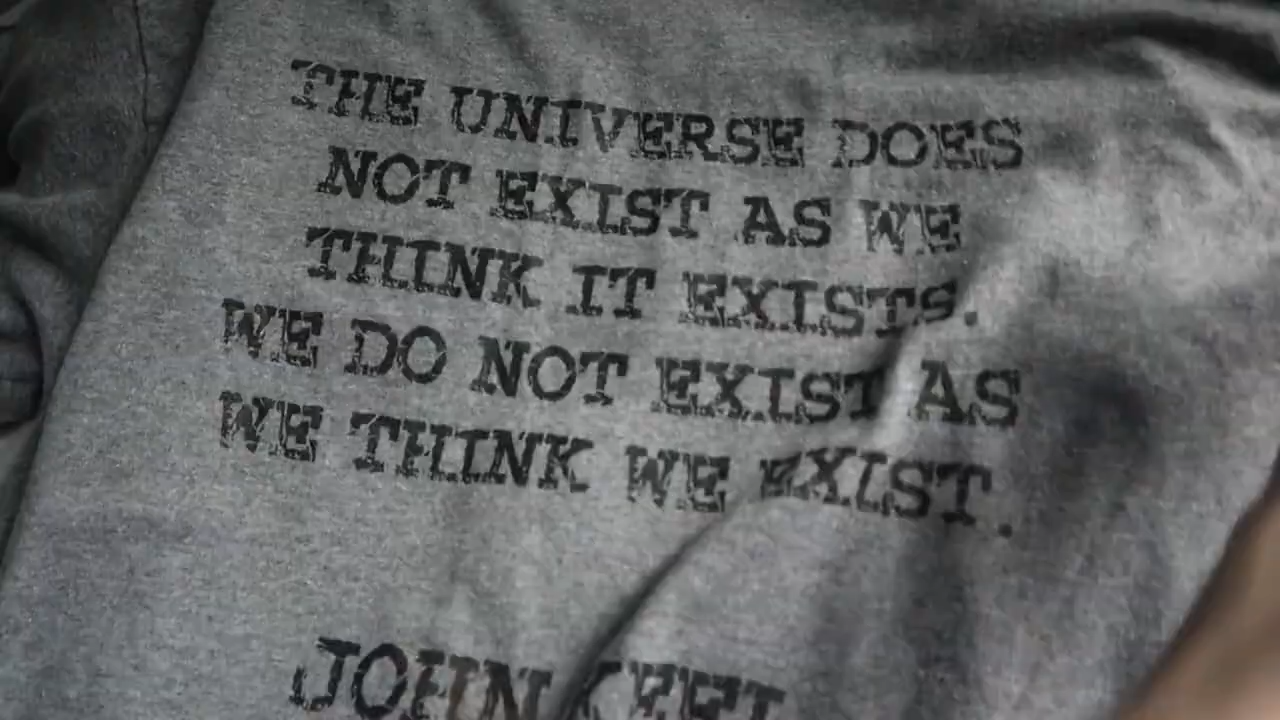 THE UNIVERSE DOES
NOT EXIST AS WE
THINK IT EXISTS.
WE DO NOT EXIST AS
WE THINK WE EXIST.
JOHN